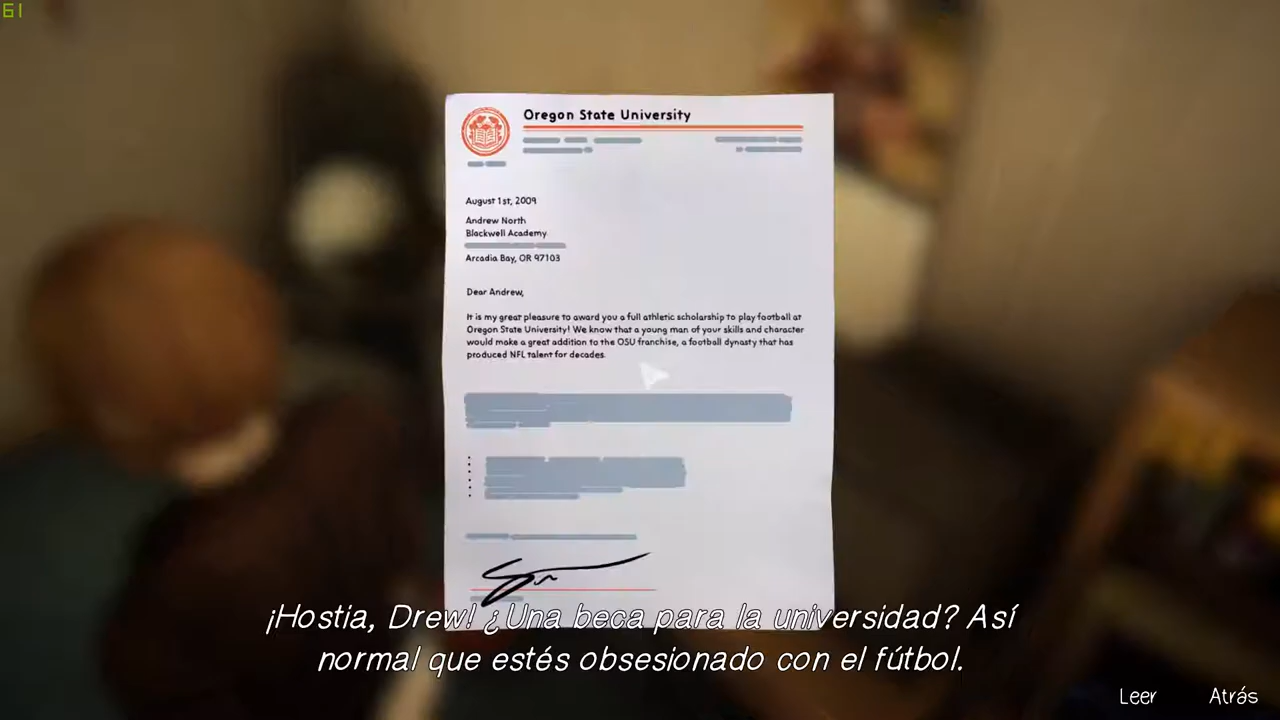 61
Oregon State University
August 1st, 2009
Andrew North
Blackwell Academy
Arcadia Bay, OR 97103
Dear Andrew,
It is my great pleasure to award you a full athletic scholarship to play football at
Oregon State University! We know that a young man of your skills and character
would make a great addition to the OSU franchise, a football dynasty that has
produced NFL talent for decades.
¡Hostia, Drew! ¿Una beca para la universidad? Así
normal que estés obsesionado con el fútbol.
Leer Atrás